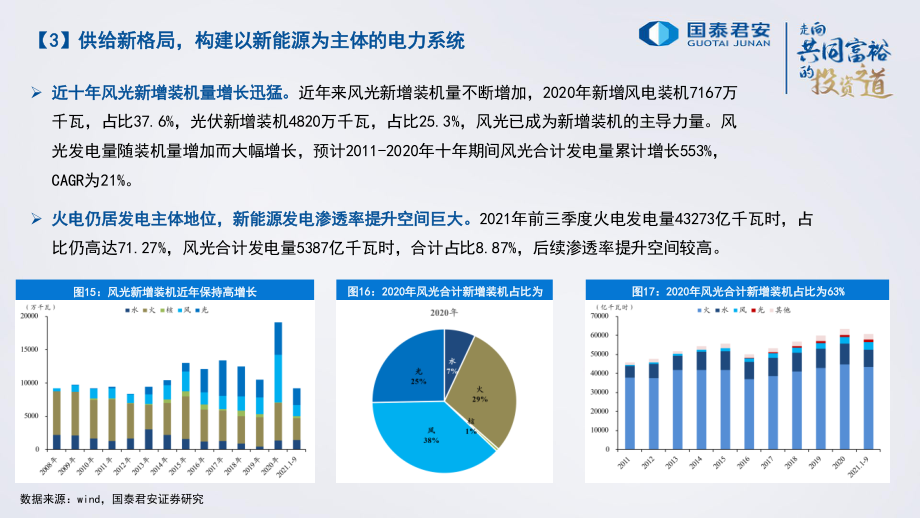 【3】供给新格局，构建以新能源为主体的电力系统
国泰君安
GUOTAI JUNAN
走向
共同富裕
的投资之道
近十年风光新增装机量增长迅猛。近年来风光新增装机量不断增加，2020年新增风电装机7167万
千瓦，占比37.6%，光伏新增装机4820万千瓦，占比25.3%，风光已成为新增装机的主导力量。风
光发电量随装机量增加而大幅增长，预计2011-2020年十年期间风光合计发电量累计增长553%，
CAGR为21%。
火电仍居发电主体地位，新能源发电渗透率提升空间巨大。2021年前三季度火电发电量43273亿千瓦时，占
比仍高达71.27%，风光合计发电量5387亿千瓦时，合计占比8.87%，后续渗透率提升空间较高。
图15：风光新增装机近年保持高增长
（万千瓦）
水 火 核 风 光
20000
15000
10000
5000
0
2008年 2009年 2010年 2011年 2012年 2013年 2014年 2015年 2016年 2017年 2018年 2019年 2020年 2021.1-9
图16：2020年风光合计新增装机占比为
2020年
水
7%
火
29%
核
1%
风
38%
光
25%
图17：2020年风光合计新增装机占比为63%
（亿千瓦时）
火 水 风 光 其他
70000
60000
50000
40000
30000
20000
10000
0
2011 2012 2013 2014 2015 2016 2017 2018 2019 2020 2021.1-9
数据来源：wind，国泰君安证券研究